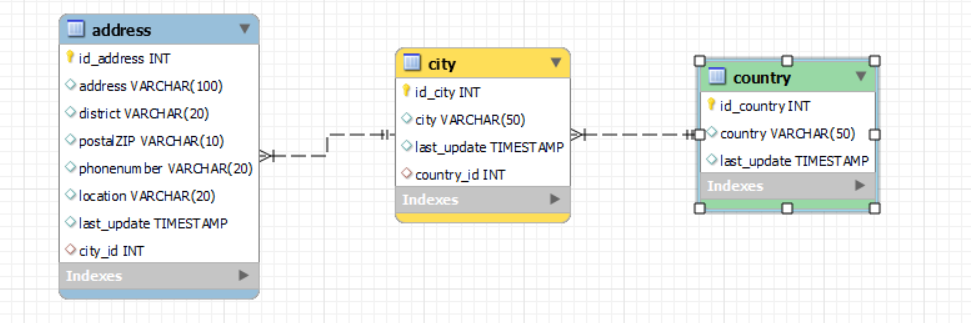 address
id_address INT
address VARCHAR(100)
district VARCHAR(20)
postalZIP VARCHAR(10)
phonenumber VARCHAR(20)
location VARCHAR(20)
last_update TIMESTAMP
city_id INT
Indexes
city
id_city INT
city VARCHAR(50)
last_update TIMESTAMP
country_id INT
Indexes
country
id_country INT
country VARCHAR(50)
last_update TIMESTAMP
Indexes